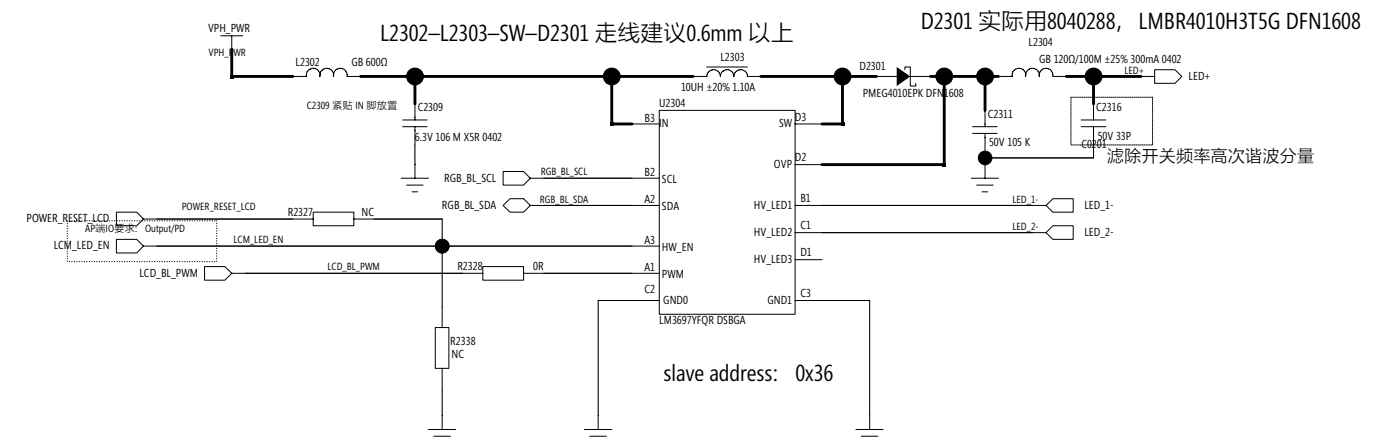 D2301 实际用8040288, LMBR4010H3T5G DFN1608
L2302–L2303–SW–D2301 走线建议0.6mm 以上
VPH_PWR
VPH_PWR
L2302
GB 600Ω
L2303
10UH ±20% 1.10A
D2301
PMEG4010EPK DFN1608
L2304
GB 120Ω/100M ±25% 300mA 0402
LED+
LED+
C2309 紧贴 IN 脚放置
C2309
6.3V 106 M X5R 0402
U2304
B3
IN
SW
D3
OVP
D2
C2311
50V 105 K
C2316
50V 33P
C0201
滤除开关频率高次谐波分量
RGB_BL_SCL
RGB_BL_SCL
B2
SCL
RGB_BL_SDA
RGB_BL_SDA
A2
SDA
HV_LED1
B1
LED_1-
LED_1-
POWER_RESET_LCD
POWER_RESET_LCD
R2327
NC
AP端IO要求: Output/PD
LCM_LED_EN
LCM_LED_EN
A3
HW_EN
HV_LED2
C1
LED_2-
LED_2-
HV_LED3
D1
LCD_BL_PWM
LCD_BL_PWM
R2328
0R
A1
PWM
C2
GND0
GND1
C3
LM3697YFQR DSBGA
R2338
NC
slave address: 0x36